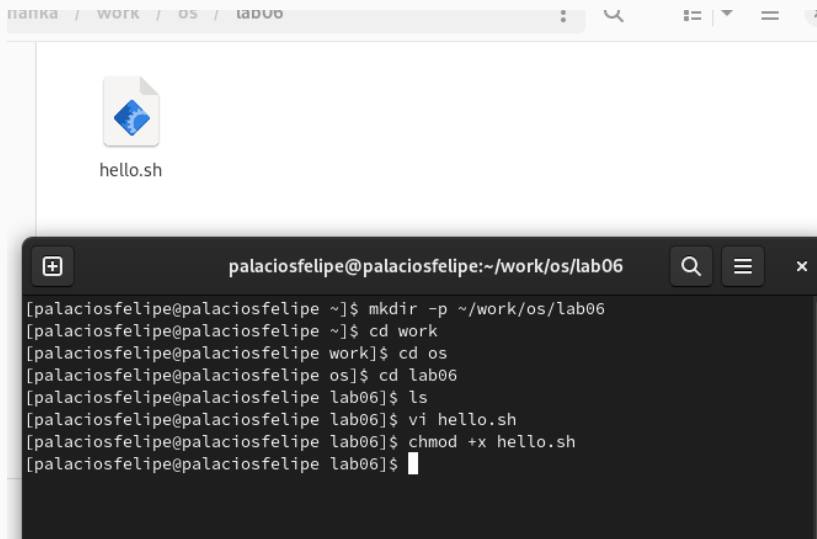 work / os / lab06
hello.sh
palaciosfelipe@palaciosfelipe:~/work/os/lab06
[palaciosfelipe@palaciosfelipe ~]$ mkdir -p ~/work/os/lab06
[palaciosfelipe@palaciosfelipe ~]$ cd work
[palaciosfelipe@palaciosfelipe work]$ cd os
[palaciosfelipe@palaciosfelipe os]$ cd lab06
[palaciosfelipe@palaciosfelipe lab06]$ ls
[palaciosfelipe@palaciosfelipe lab06]$ vi hello.sh
[palaciosfelipe@palaciosfelipe lab06]$ chmod +x hello.sh
[palaciosfelipe@palaciosfelipe lab06]$